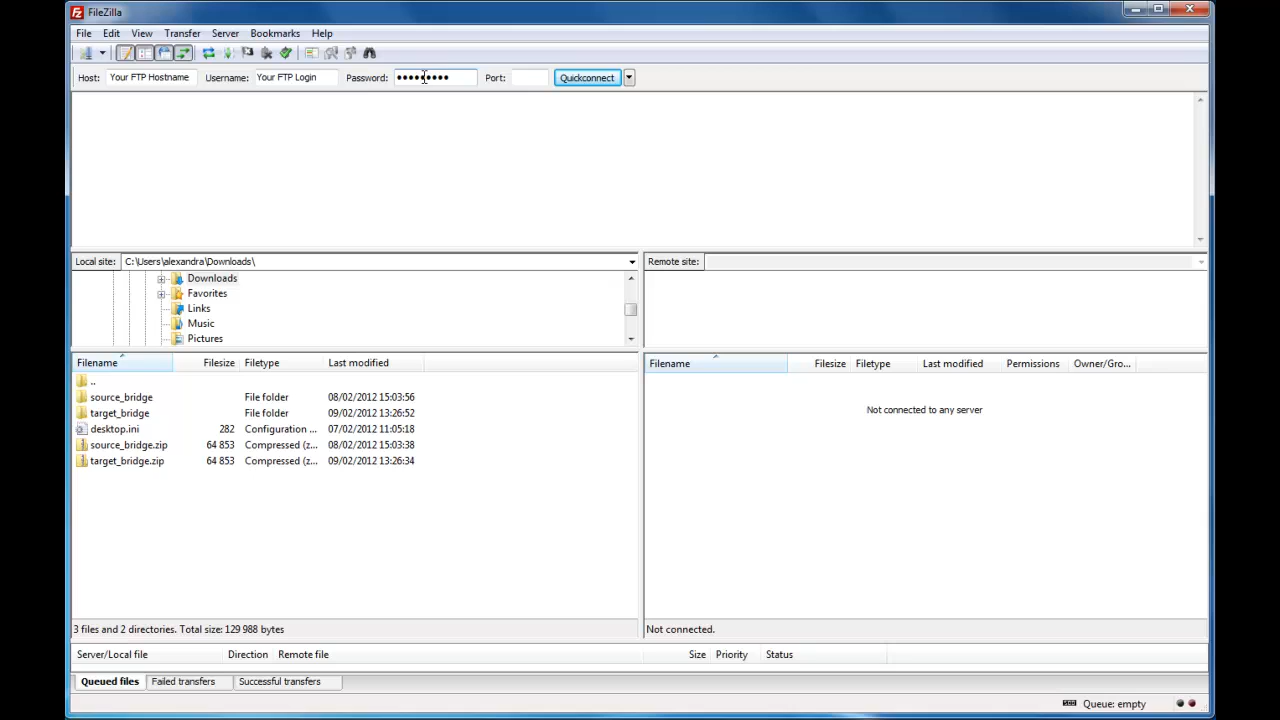 FileZilla
File Edit View Transfer Server Bookmarks Help
Host: Your FTP Hostname Username: Your FTP Login Password: ●●●●●●●●● Port: Quickconnect
Local site: C:\Users\alexandra\Downloads\ Remote site:
Downloads
Favorites
Links
Music
Pictures
Filename Filesize Filetype Last modified
..
source_bridge File folder 08/02/2012 15:03:56
target_bridge File folder 09/02/2012 13:26:52
desktop.ini 282 Configuration ... 07/02/2012 11:05:18
source_bridge.zip 64 853 Compressed (z... 08/02/2012 15:03:38
target_bridge.zip 64 853 Compressed (z... 09/02/2012 13:26:34
3 files and 2 directories. Total size: 129 988 bytes
Filename Filesize Filetype Last modified Permissions Owner/Gro...
Not connected to any server
Not connected.
Server/Local file Direction Remote file Size Priority Status
Queued files Failed transfers Successful transfers
Queue: empty